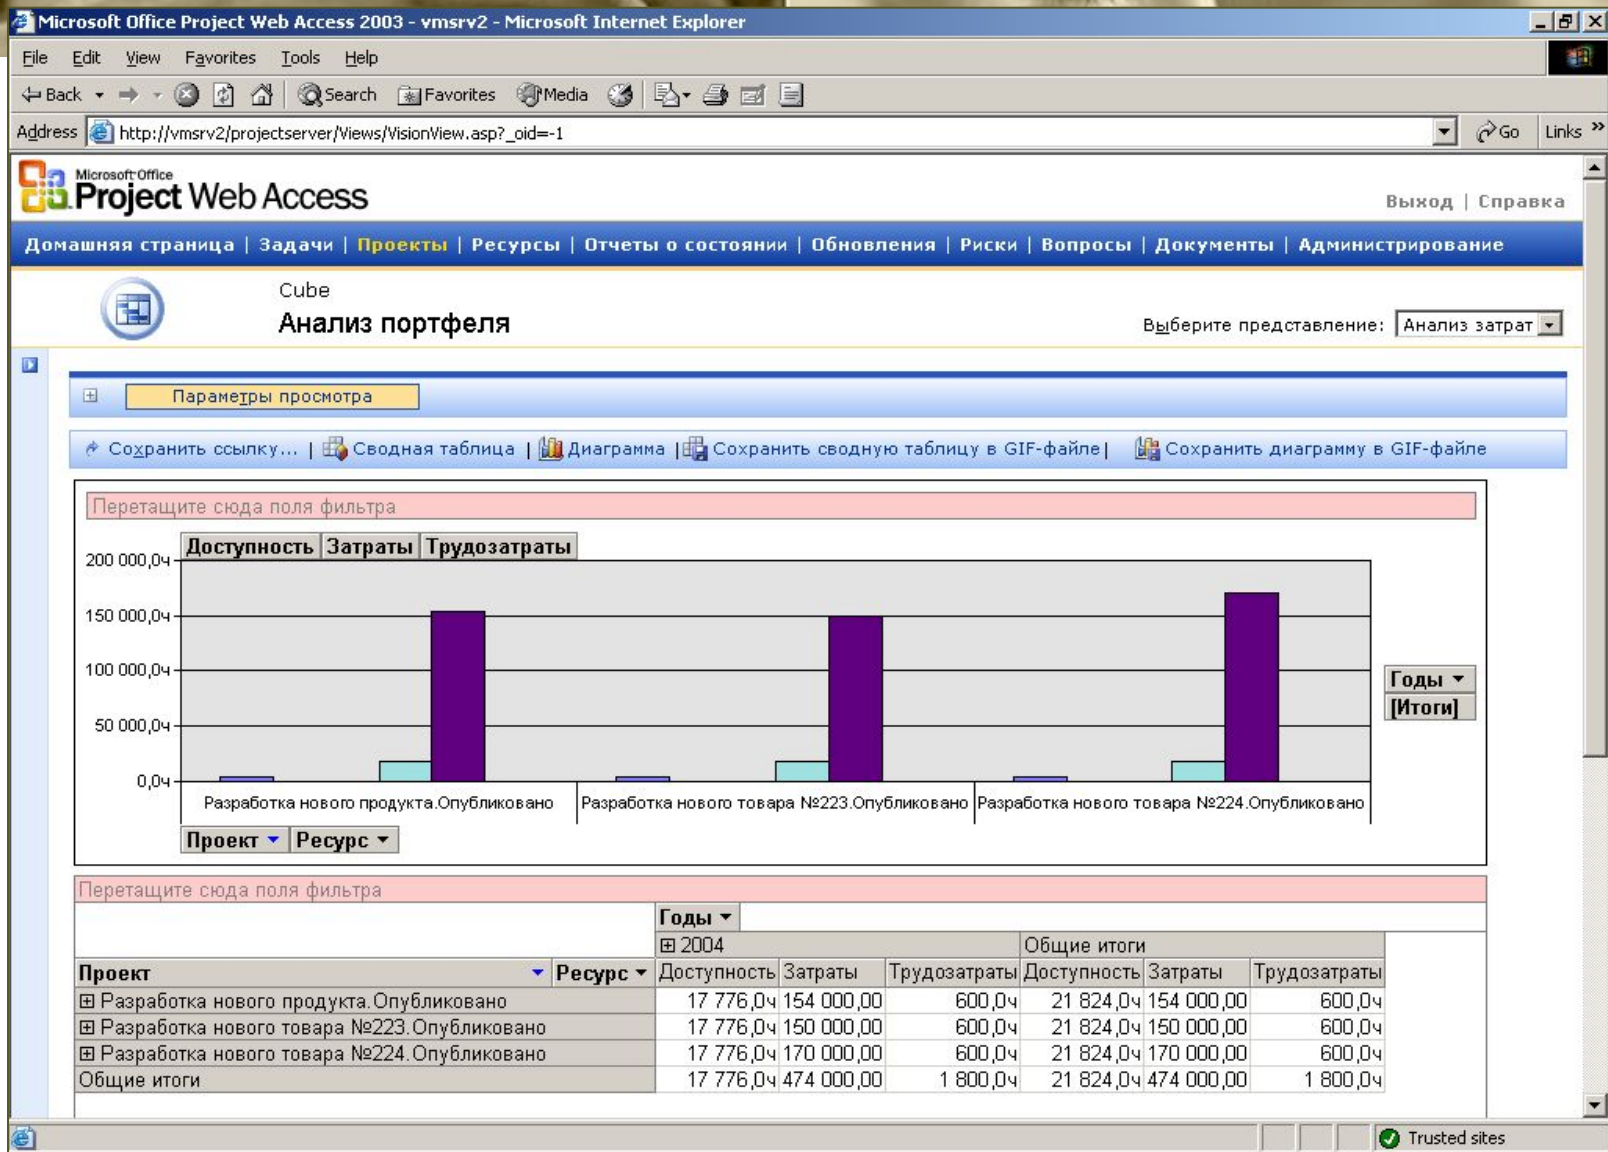 Microsoft Office Project Web Access 2003 - vmsrv2 - Microsoft Internet Explorer
File Edit View Favorites Tools Help
Back Search Favorites Media
Address http://vmsrv2/projectserver/Views/VisionView.asp?_oid=-1 Go Links »
Microsoft Office
Project Web Access
Выход | Справка
Домашняя страница | Задачи | Проекты | Ресурсы | Отчеты о состоянии | Обновления | Риски | Вопросы | Документы | Администрирование
Cube
Анализ портфеля
Выберите представление: Анализ затрат
Параметры просмотра
Сохранить ссылку... | Сводная таблица | Диаграмма | Сохранить сводную таблицу в GIF-файле | Сохранить диаграмму в GIF-файле
Перетащите сюда поля фильтра
Доступность Затраты Трудозатраты
200 000,0ч
150 000,0ч
100 000,0ч
50 000,0ч
0,0ч
Годы
[Итоги]
Разработка нового продукта.Опубликовано Разработка нового товара №223.Опубликовано Разработка нового товара №224.Опубликовано
Проект Ресурс
Перетащите сюда поля фильтра
Годы
2004 Общие итоги
Проект Ресурс Доступность Затраты Трудозатраты Доступность Затраты Трудозатраты
Разработка нового продукта.Опубликовано 17 776,0ч 154 000,00 600,0ч 21 824,0ч 154 000,00 600,0ч
Разработка нового товара №223.Опубликовано 17 776,0ч 150 000,00 600,0ч 21 824,0ч 150 000,00 600,0ч
Разработка нового товара №224.Опубликовано 17 776,0ч 170 000,00 600,0ч 21 824,0ч 170 000,00 600,0ч
Общие итоги 17 776,0ч 474 000,00 1 800,0ч 21 824,0ч 474 000,00 1 800,0ч
Trusted sites